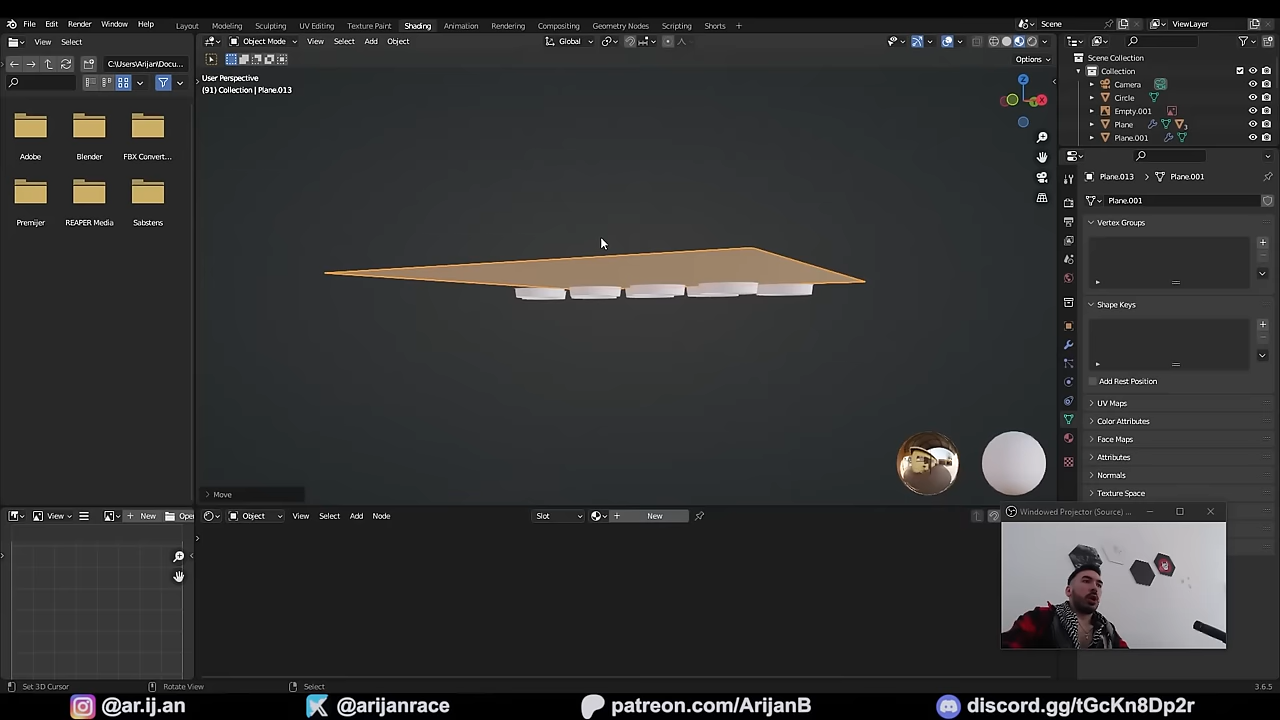 File Edit Render Window Help Layout Modeling Sculpting UV Editing Texture Paint Shading Animation Rendering Compositing Geometry Nodes Scripting Shorts + Scene ViewLayer
View Select C:\Users\Arijan\Docu... Object Mode View Select Add Object Global
Options
Adobe Blender FBX Convert...
Premijer REAPER Media Sabstens
User Perspective
(91) Collection | Plane.013
Z
X
Move
Scene Collection
Collection
Camera
Circle
Empty.001
Plane
Plane.001
Plane.013 Plane.001
Plane.001
Vertex Groups
Shape Keys
Add Rest Position
UV Maps
Color Attributes
Face Maps
Attributes
Normals
Texture Space
View New Ope
Object View Select Add Node Slot New
Windowed Projector (Source) ...
Set 3D Cursor Rotate View Select 3.6.5
@ar.ij.an @arijanrace patreon.com/ArijanB discord.gg/tGcKn8Dp2r